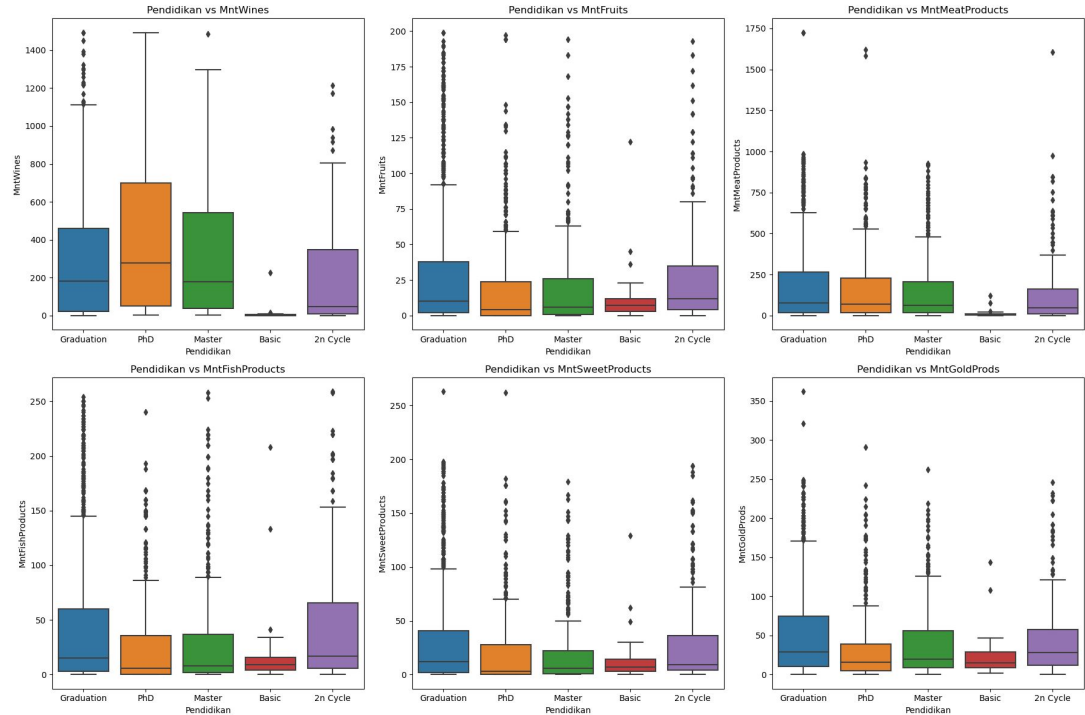 Pendidikan vs MntWines
MntWines
1400
1200
1000
800
600
400
200
0
Graduation PhD Master Basic 2n Cycle
Pendidikan
Pendidikan vs MntFruits
MntFruits
200
175
150
125
100
75
50
25
0
Graduation PhD Master Basic 2n Cycle
Pendidikan
Pendidikan vs MntMeatProducts
MntMeatProducts
1750
1500
1250
1000
750
500
250
0
Graduation PhD Master Basic 2n Cycle
Pendidikan
Pendidikan vs MntFishProducts
MntFishProducts
250
200
150
100
50
0
Graduation PhD Master Basic 2n Cycle
Pendidikan
Pendidikan vs MntSweetProducts
MntSweetProducts
250
200
150
100
50
0
Graduation PhD Master Basic 2n Cycle
Pendidikan
Pendidikan vs MntGoldProds
MntGoldProds
350
300
250
200
150
100
50
0
Graduation PhD Master Basic 2n Cycle
Pendidikan